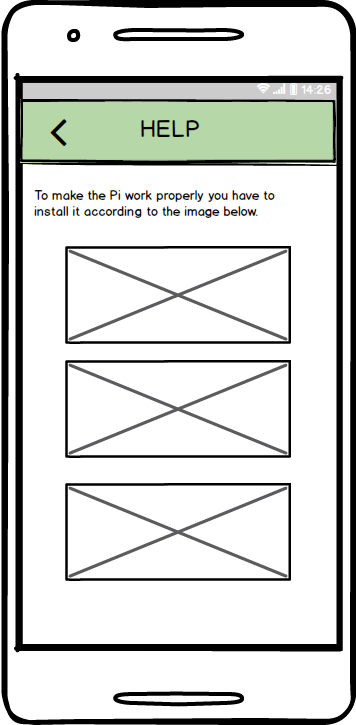 14:26
HELP
To make the Pi work properly you have to
install it according to the image below.